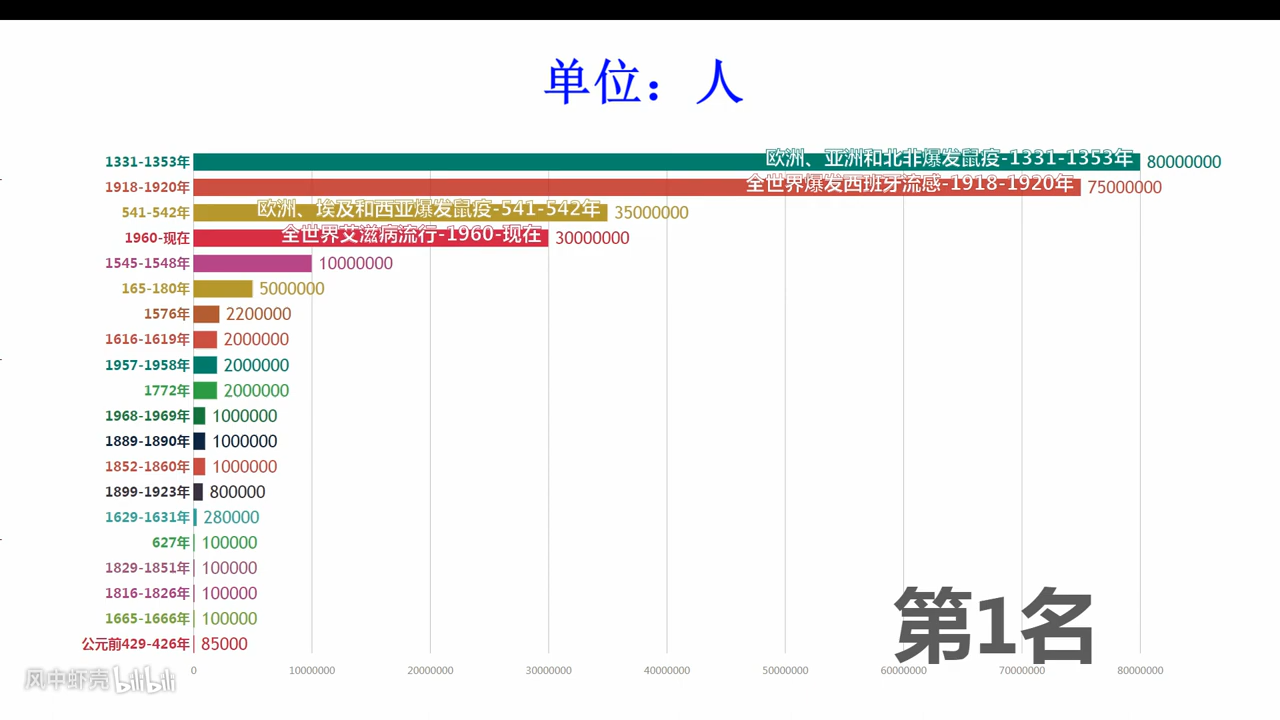 单位：人
1331-1353年 欧洲、亚洲和北非爆发鼠疫-1331-1353年 80000000
1918-1920年 全世界爆发西班牙流感-1918-1920年 75000000
541-542年 欧洲、埃及和西亚爆发鼠疫-541-542年 35000000
1960-现在 全世界艾滋病流行-1960-现在 30000000
1545-1548年 10000000
165-180年 5000000
1576年 2200000
1616-1619年 2000000
1957-1958年 2000000
1772年 2000000
1968-1969年 1000000
1889-1890年 1000000
1852-1860年 1000000
1899-1923年 800000
1629-1631年 280000
627年 100000
1829-1851年 100000
1816-1826年 100000
1665-1666年 100000
公元前429-426年 85000
第1名
0 10000000 20000000 30000000 40000000 50000000 60000000 70000000 80000000
风中虾壳 bilibili